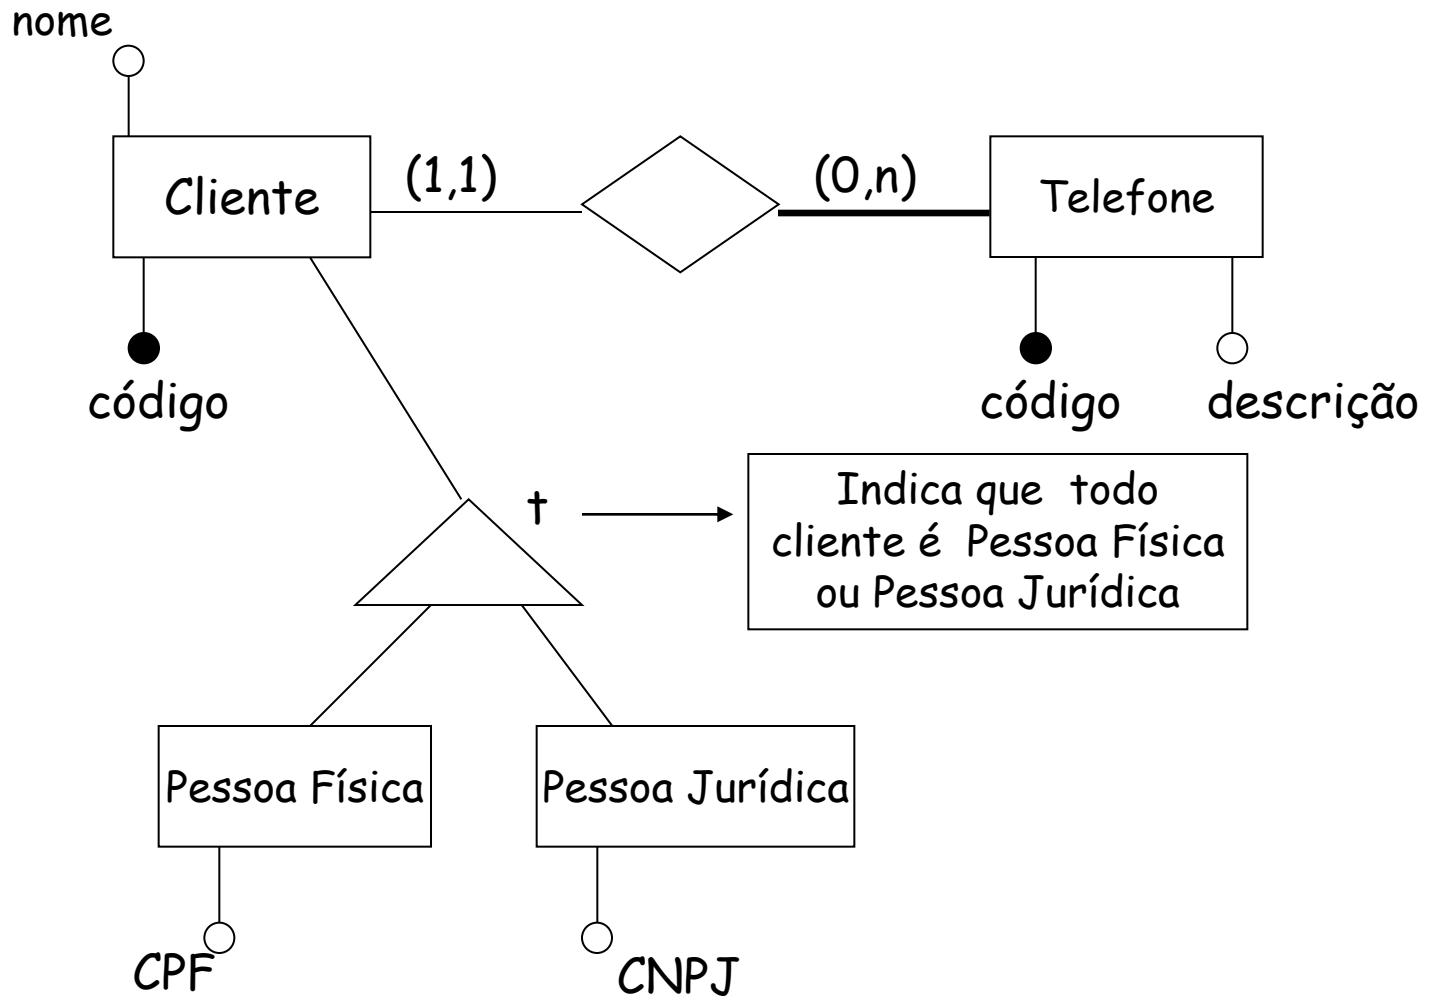 nome
Cliente
(1,1)
(0,n)
Telefone
código
código
descrição
t
Indica que todo
cliente é Pessoa Física
ou Pessoa Jurídica
Pessoa Física
Pessoa Jurídica
CPF
CNPJ